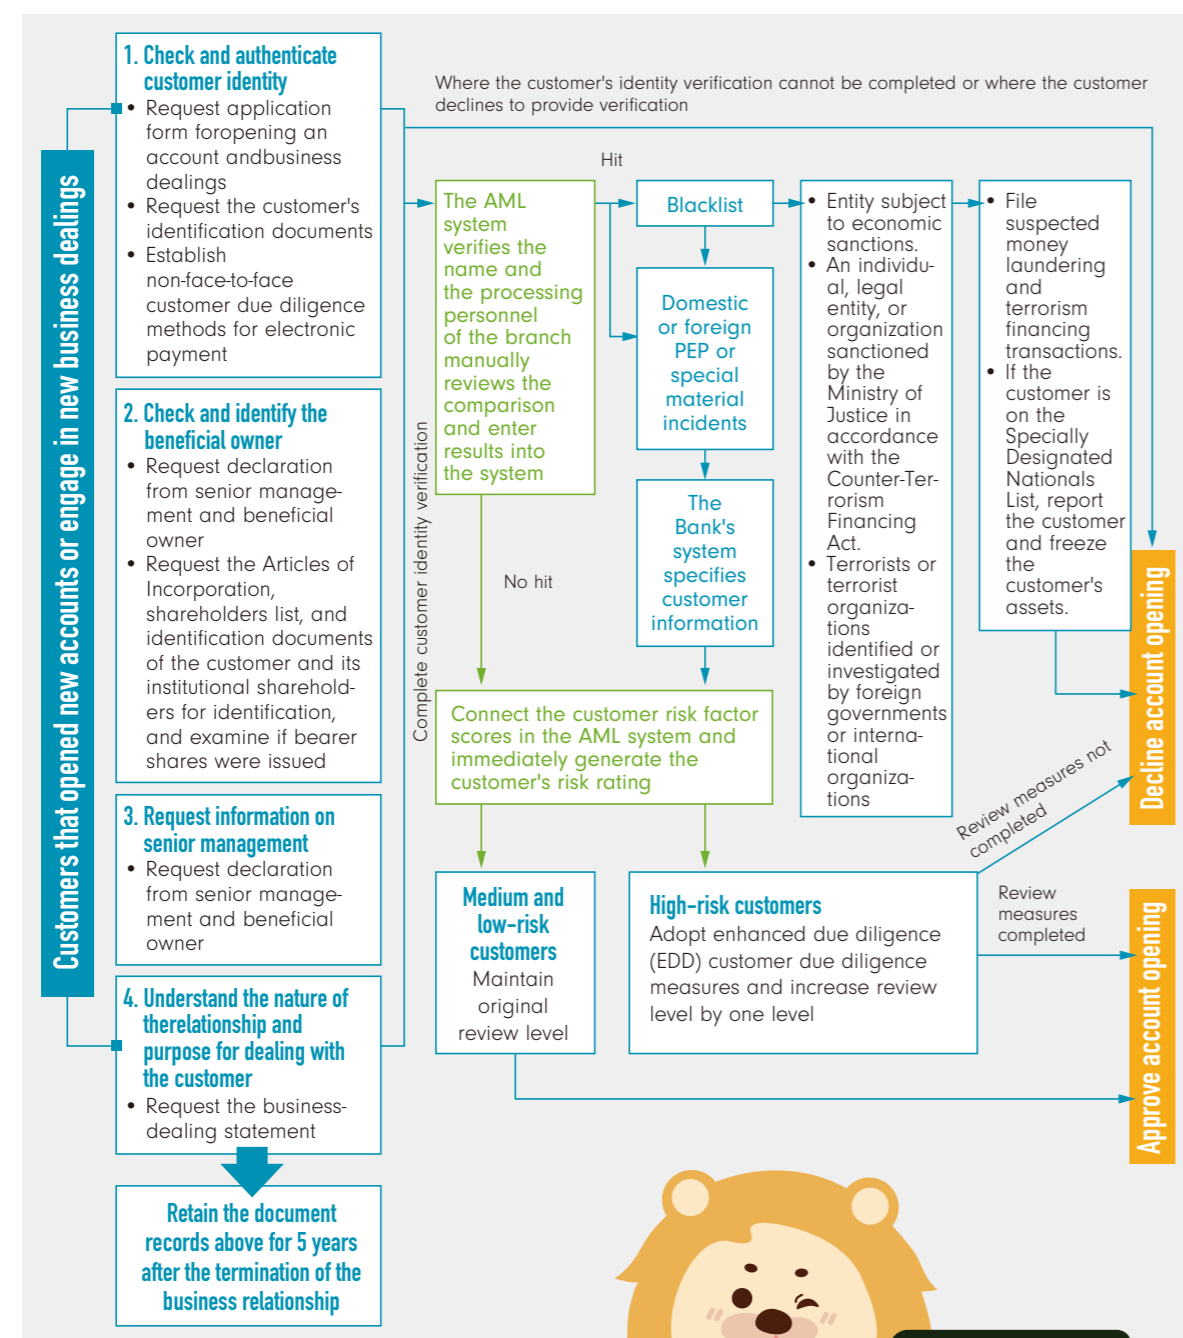 Customers that opened new accounts or engage in new business dealings
1. Check and authenticate
customer identity
• Request application
form foropening an
account andbusiness
dealings
• Request the customer's
identification documents
• Establish
non-face-to-face
customer due diligence
methods for electronic
payment
2. Check and identify the
beneficial owner
• Request declaration
from senior manage-
ment and beneficial
owner
• Request the Articles of
Incorporation,
shareholders list, and
identification documents
of the customer and its
institutional sharehold-
ers for identification,
and examine if bearer
shares were issued
3. Request information on
senior management
• Request declaration
from senior manage-
ment and beneficial
owner
4. Understand the nature of
therelationship and
purpose for dealing with
the customer
• Request the business-
dealing statement
Retain the document
records above for 5 years
after the termination of the
business relationship
Where the customer's identity verification cannot be completed or where the customer
declines to provide verification
Complete customer identity verification
The AML
system
verifies the
name and
the processing
personnel
of the branch
manually
reviews the
comparison
and enter
results into
the system
Hit
No hit
Blacklist
Domestic
or foreign
PEP or
special
material
incidents
The
Bank's
system
specifies
customer
information
• Entity subject
to economic
sanctions.
• An individu-
al, legal
entity, or
organization
sanctioned
by the
Ministry of
Justice in
accordance
with the
Counter-Ter-
rorism
Financing
Act.
• Terrorists or
terrorist
organiza-
tions
identified or
investigated
by foreign
governments
or interna-
tional
organiza-
tions
• File
suspected
money
laundering
and
terrorism
financing
transactions.
• If the
customer is
on the
Specially
Designated
Nationals
List, report
the customer
and freeze
the
customer's
assets.
Connect the customer risk factor
scores in the AML system and
immediately generate the
customer's risk rating
Medium and
low-risk
customers
Maintain
original
review level
High-risk customers
Adopt enhanced due diligence
(EDD) customer due diligence
measures and increase review
level by one level
Review measures not
completed
Review
measures
completed
Decline account opening
Approve account opening